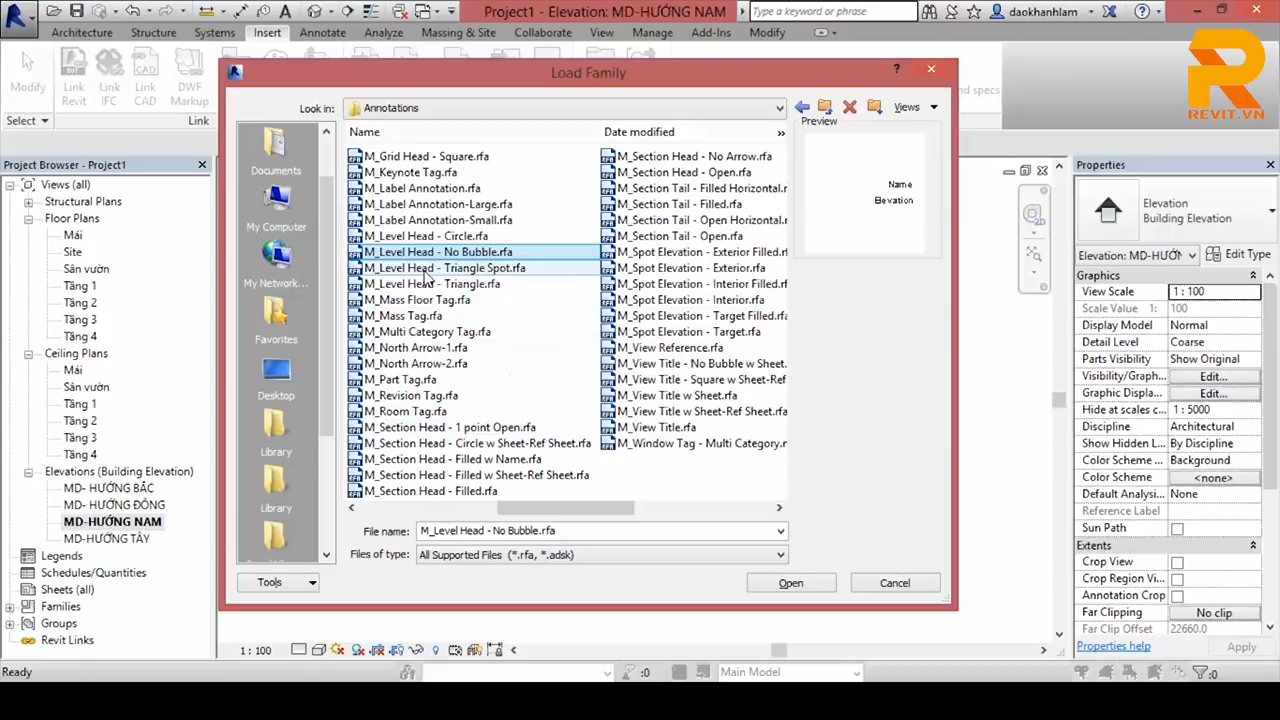 Project1 - Elevation: MD-HƯỚNG NAM
Type a keyword or phrase
daokhanhlam
Architecture
Structure
Systems
Insert
Annotate
Analyze
Massing & Site
Collaborate
View
Manage
Add-Ins
Modify
Modify
Link Revit
Link IFC
Link CAD
DWF Markup
nd specs
Select
Link
REVIT.VN
Load Family
Look in:
Annotations
Views
Documents
My Computer
My Network...
Favorites
Desktop
Library
Library
Name
Date modified
M_Grid Head - Square.rfa
M_Keynote Tag.rfa
M_Label Annotation.rfa
M_Label Annotation-Large.rfa
M_Label Annotation-Small.rfa
M_Level Head - Circle.rfa
M_Level Head - No Bubble.rfa
M_Level Head - Triangle Spot.rfa
M_Level Head - Triangle.rfa
M_Mass Floor Tag.rfa
M_Mass Tag.rfa
M_Multi Category Tag.rfa
M_North Arrow-1.rfa
M_North Arrow-2.rfa
M_Part Tag.rfa
M_Revision Tag.rfa
M_Room Tag.rfa
M_Section Head - 1 point Open.rfa
M_Section Head - Circle w Sheet-Ref Sheet.rfa
M_Section Head - Filled w Name.rfa
M_Section Head - Filled w Sheet-Ref Sheet.rfa
M_Section Head - Filled.rfa
M_Section Head - No Arrow.rfa
M_Section Head - Open.rfa
M_Section Tail - Filled Horizontal.r
M_Section Tail - Filled.rfa
M_Section Tail - Open Horizontal.r
M_Section Tail - Open.rfa
M_Spot Elevation - Exterior Filled.r
M_Spot Elevation - Exterior.rfa
M_Spot Elevation - Interior Filled.r
M_Spot Elevation - Interior.rfa
M_Spot Elevation - Target Filled.r
M_Spot Elevation - Target.rfa
M_View Reference.rfa
M_View Title - No Bubble w Sheet.
M_View Title - Square w Sheet-Ref
M_View Title w Sheet.rfa
M_View Title w Sheet-Ref Sheet.rfa
M_View Title.rfa
M_Window Tag - Multi Category.r
Preview
Name
Elevation
File name:
M_Level Head - No Bubble.rfa
Files of type:
All Supported Files (*.rfa, *.adsk)
Tools
Open
Cancel
Project Browser - Project1
Views (all)
Structural Plans
Floor Plans
Mái
Site
Sân vườn
Tầng 1
Tầng 2
Tầng 3
Tầng 4
Ceiling Plans
Mái
Sân vườn
Tầng 1
Tầng 2
Tầng 3
Tầng 4
Elevations (Building Elevation)
MD- HƯỚNG BẮC
MD- HƯỚNG ĐÔNG
MD-HƯỚNG NAM
MD-HƯỚNG TÂY
Legends
Schedules/Quantities
Sheets (all)
Families
Groups
Revit Links
Properties
Elevation
Building Elevation
Elevation: MD-HƯỚN
Edit Type
Graphics
View Scale 1 : 100
Scale Value 1: 100
Display Model Normal
Detail Level Coarse
Parts Visibility Show Original
Visibility/Graph... Edit...
Graphic Displa... Edit...
Hide at scales c... 1 : 5000
Discipline Architectural
Show Hidden L... By Discipline
Color Scheme ... Background
Color Scheme <none>
Default Analysi... None
Reference Label
Sun Path
Extents
Crop View
Crop Region Vi...
Annotation Crop
Far Clipping No clip
Far Clip Offset 22660.0
Properties help
Apply
1 : 100
Ready
:0
Main Model
:0